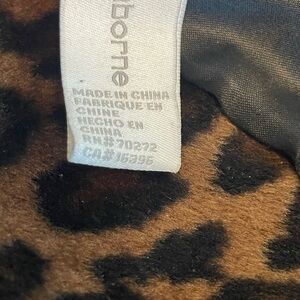 borne
MADE IN CHINA
FABRIQUE EN
CHINE
HECHO EN
CHINA
RN# 70272
CA# 16396